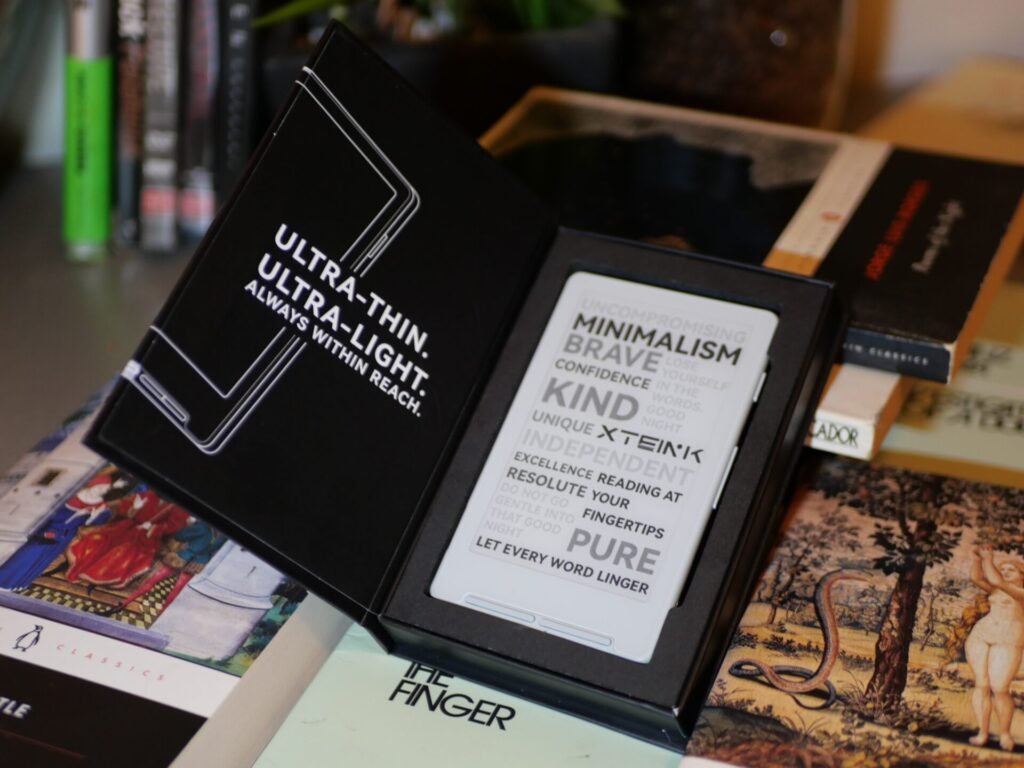 ULTRA-THIN.
ULTRA-LIGHT.
ALWAYS WITHIN REACH.
UNCOMPROMISING
MINIMALISM
BRAVE
LOSE
YOURSELF
IN THE
WORDS,
GOOD
NIGHT
CONFIDENCE
KIND
UNIQUE XTEINK
INDEPENDENT
EXCELLENCE READING AT
RESOLUTE YOUR
FINGERTIPS
DO NOT GO
GENTLE INTO
THAT GOOD
NIGHT
PURE
LET EVERY WORD LINGER
CLASSICS
THE
FINGER
CLASSICS